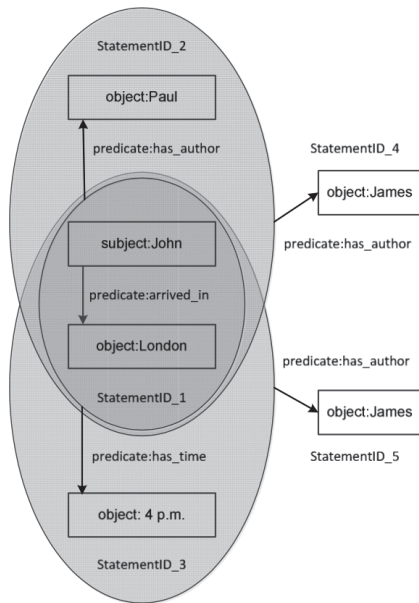 StatementID_2
object:Paul
predicate:has_author
StatementID_4
object:James
predicate:has_author
subject:John
predicate:arrived_in
object:London
StatementID_1
predicate:has_author
object:James
StatementID_5
predicate:has_time
object: 4 p.m.
StatementID_3